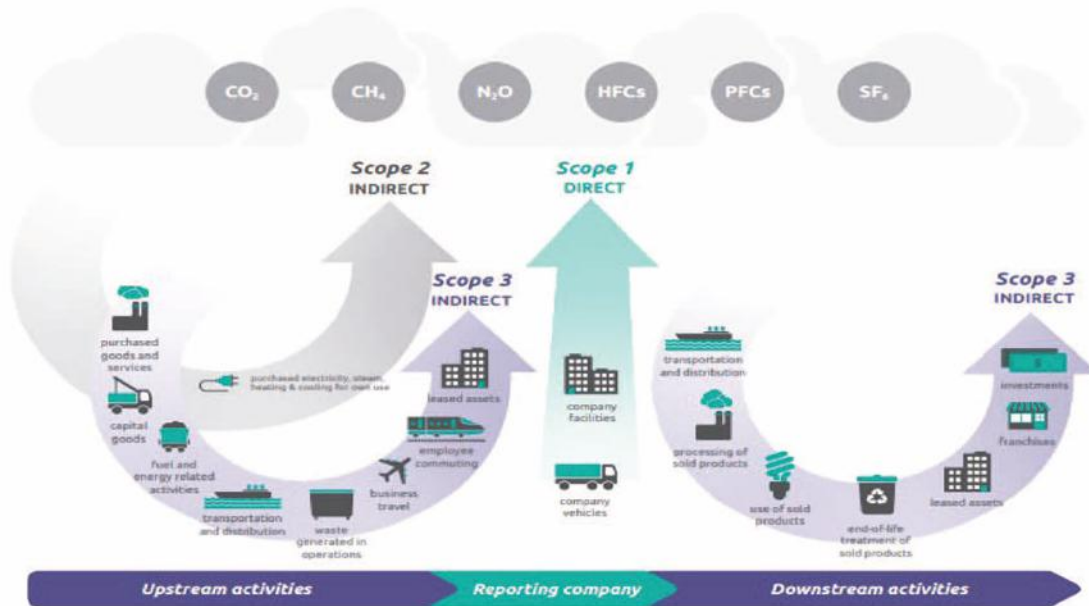 CO₂
CH₄
N₂O
HFCs
PFCs
SF₆
Scope 2
INDIRECT
Scope 1
DIRECT
Scope 3
INDIRECT
Scope 3
INDIRECT
purchased
goods and
services
capital
goods
fuel and
energy related
activities
purchased electricity, steam,
heating & cooling for own use
transportation
and distribution
waste
generated in
operations
business
travel
employee
commuting
leased assets
company
facilities
company
vehicles
transportation
and distribution
processing of
sold products
use of sold
products
end-of-life
treatment of
sold products
leased assets
franchises
investments
$
Upstream activities
Reporting company
Downstream activities